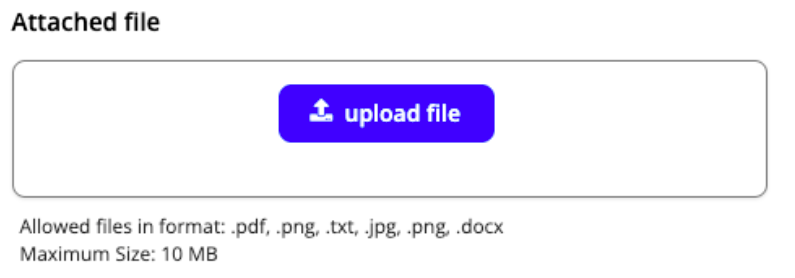 Attached file
upload file
Allowed files in format: .pdf, .png, .txt, .jpg, .png, .docx
Maximum Size: 10 MB